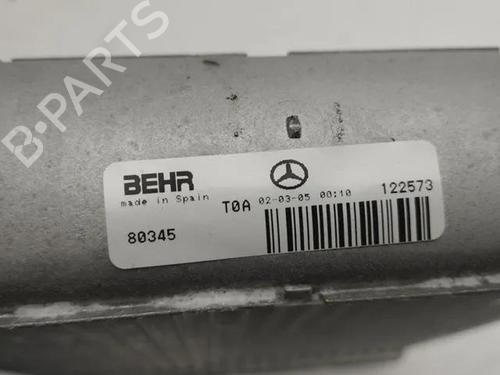 B-PARTS
BEHR
made in Spain
T0A 02-03-05 00:10 122573
80345